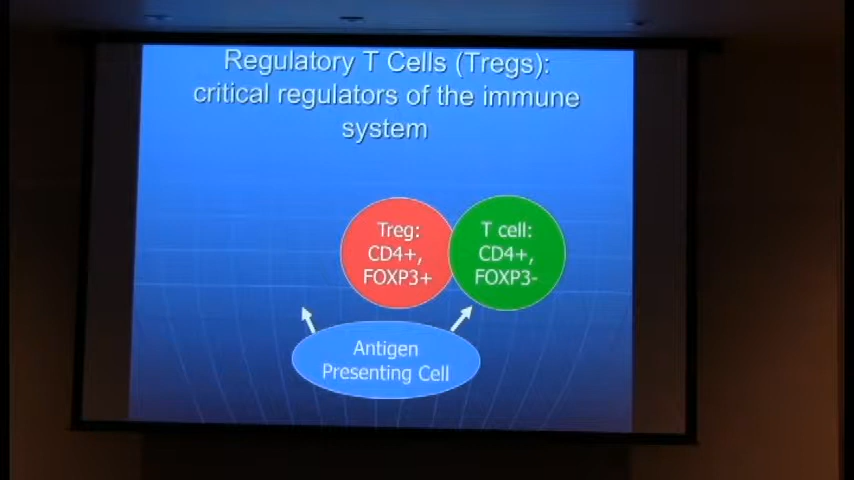 Regulatory T Cells (Tregs):
critical regulators of the immune
system
Treg:
CD4+,
FOXP3+
T cell:
CD4+,
FOXP3-
Antigen
Presenting Cell